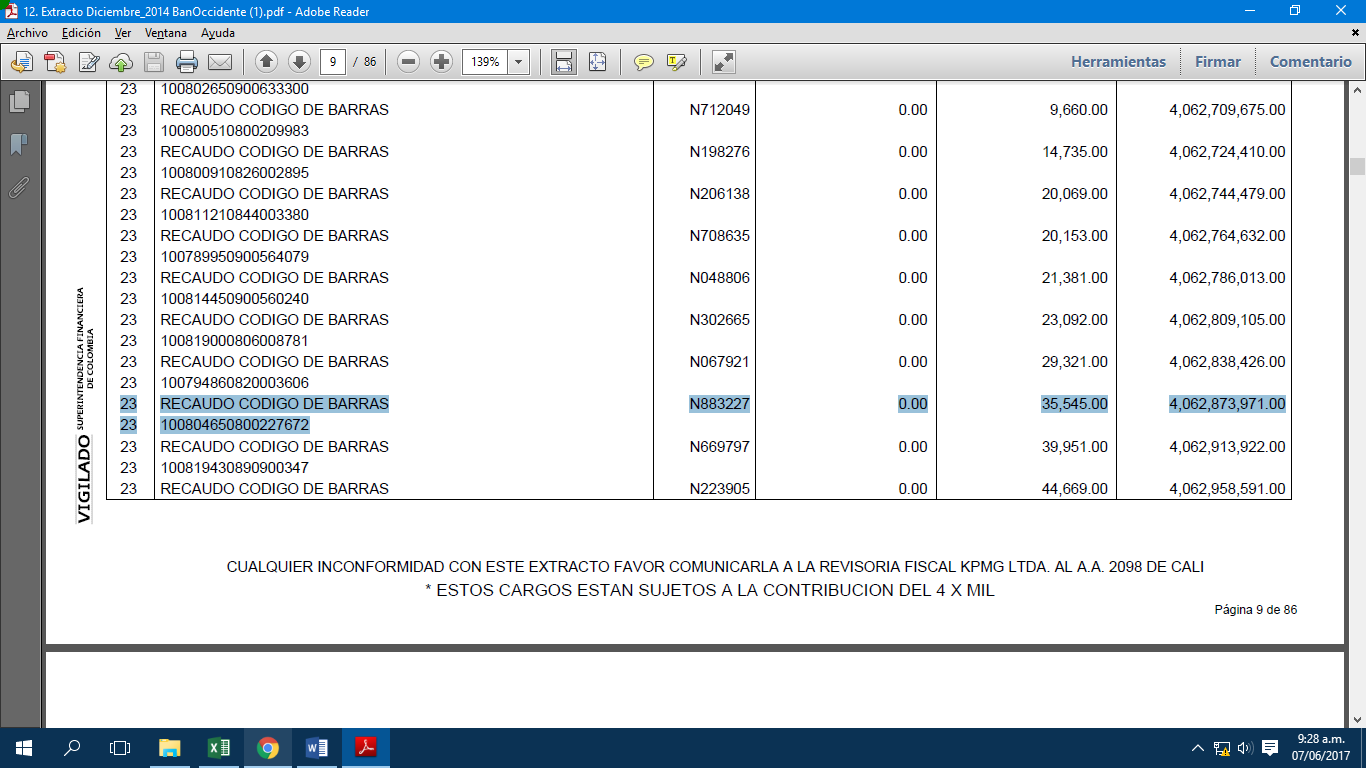 12. Extracto Diciembre_2014 BanOccidente (1).pdf - Adobe Reader
Archivo Edición Ver Ventana Ayuda
9 / 86 139% Herramientas Firmar Comentario
23 100802650900633300
23 RECAUDO CODIGO DE BARRAS N712049 0.00 9,660.00 4,062,709,675.00
23 100800510800209983
23 RECAUDO CODIGO DE BARRAS N198276 0.00 14,735.00 4,062,724,410.00
23 100800910826002895
23 RECAUDO CODIGO DE BARRAS N206138 0.00 20,069.00 4,062,744,479.00
23 100811210844003380
23 RECAUDO CODIGO DE BARRAS N708635 0.00 20,153.00 4,062,764,632.00
23 100789950900564079
23 RECAUDO CODIGO DE BARRAS N048806 0.00 21,381.00 4,062,786,013.00
23 100814450900560240
23 RECAUDO CODIGO DE BARRAS N302665 0.00 23,092.00 4,062,809,105.00
23 100819000806008781
23 RECAUDO CODIGO DE BARRAS N067921 0.00 29,321.00 4,062,838,426.00
23 100794860820003606
23 RECAUDO CODIGO DE BARRAS N883227 0.00 35,545.00 4,062,873,971.00
23 100804650800227672
23 RECAUDO CODIGO DE BARRAS N669797 0.00 39,951.00 4,062,913,922.00
23 100819430890900347
23 RECAUDO CODIGO DE BARRAS N223905 0.00 44,669.00 4,062,958,591.00
VIGILADO SUPERINTENDENCIA FINANCIERA
DE COLOMBIA
CUALQUIER INCONFORMIDAD CON ESTE EXTRACTO FAVOR COMUNICARLA A LA REVISORIA FISCAL KPMG LTDA. AL A.A. 2098 DE CALI
* ESTOS CARGOS ESTAN SUJETOS A LA CONTRIBUCION DEL 4 X MIL
Página 9 de 86
9:28 a.m.
07/06/2017